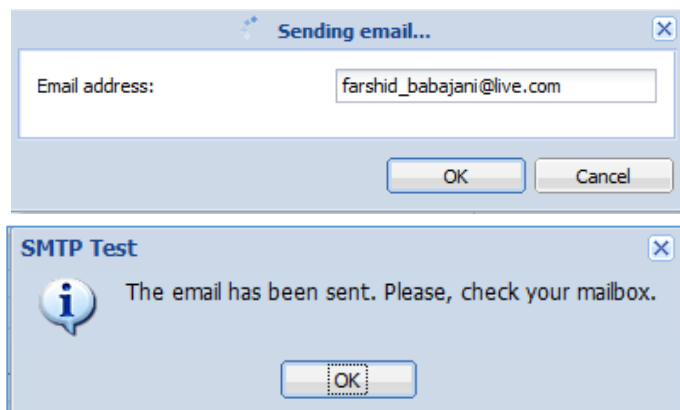 Sending email...
Email address: farshid_babajani@live.com
OK Cancel
SMTP Test
The email has been sent. Please, check your mailbox.
OK